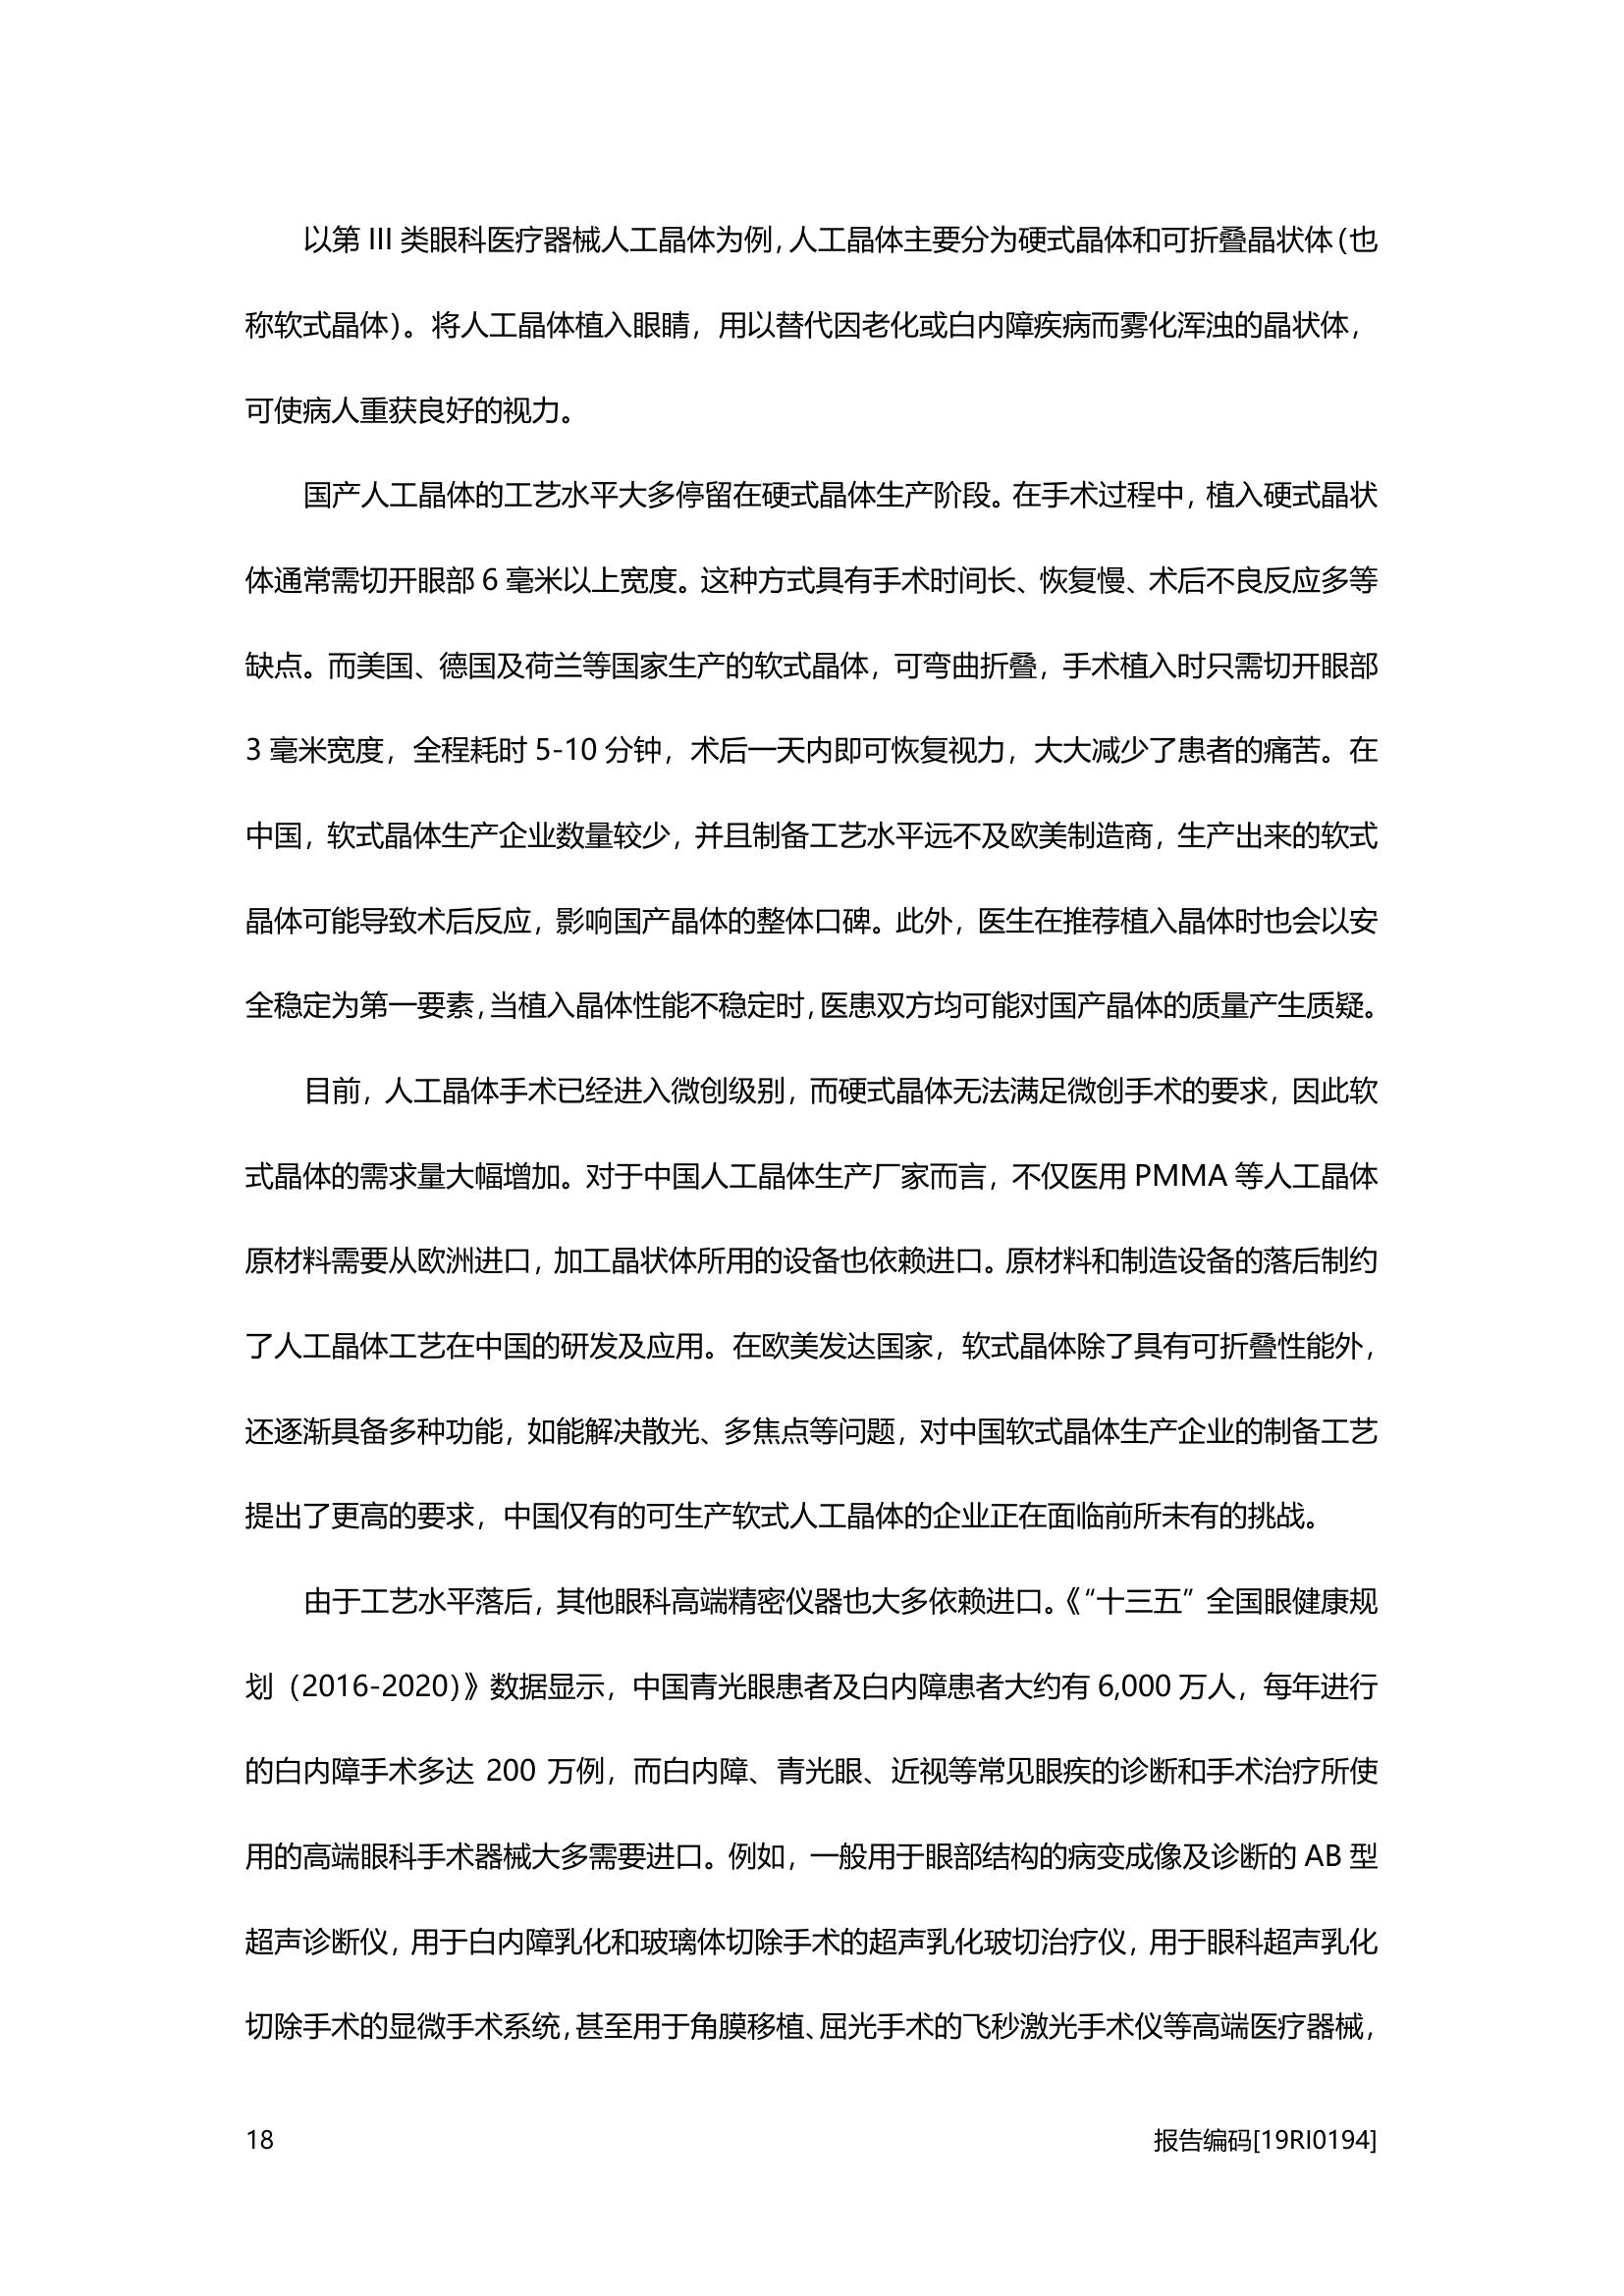 以第 III 类眼科医疗器械人工晶体为例，人工晶体主要分为硬式晶体和可折叠晶状体（也
称软式晶体）。将人工晶体植入眼睛，用以替代因老化或白内障疾病而雾化浑浊的晶状体，
可使病人重获良好的视力。
国产人工晶体的工艺水平大多停留在硬式晶体生产阶段。在手术过程中，植入硬式晶状
体通常需切开眼部 6 毫米以上宽度。这种方式具有手术时间长、恢复慢、术后不良反应多等
缺点。而美国、德国及荷兰等国家生产的软式晶体，可弯曲折叠，手术植入时只需切开眼部
3 毫米宽度，全程耗时 5-10 分钟，术后一天内即可恢复视力，大大减少了患者的痛苦。在
中国，软式晶体生产企业数量较少，并且制备工艺水平远不及欧美制造商，生产出来的软式
晶体可能导致术后反应，影响国产晶体的整体口碑。此外，医生在推荐植入晶体时也会以安
全稳定为第一要素，当植入晶体性能不稳定时，医患双方均可能对国产晶体的质量产生质疑。
目前，人工晶体手术已经进入微创级别，而硬式晶体无法满足微创手术的要求，因此软
式晶体的需求量大幅增加。对于中国人工晶体生产厂家而言，不仅医用 PMMA 等人工晶体
原材料需要从欧洲进口，加工晶状体所用的设备也依赖进口。原材料和制造设备的落后制约
了人工晶体工艺在中国的研发及应用。在欧美发达国家，软式晶体除了具有可折叠性能外，
还逐渐具备多种功能，如能解决散光、多焦点等问题，对中国软式晶体生产企业的制备工艺
提出了更高的要求，中国仅有的可生产软式人工晶体的企业正在面临前所未有的挑战。
由于工艺水平落后，其他眼科高端精密仪器也大多依赖进口。《“十三五”全国眼健康规
划（2016-2020）》数据显示，中国青光眼患者及白内障患者大约有 6,000 万人，每年进行
的白内障手术多达 200 万例，而白内障、青光眼、近视等常见眼疾的诊断和手术治疗所使
用的高端眼科手术器械大多需要进口。例如，一般用于眼部结构的病变成像及诊断的 AB 型
超声诊断仪，用于白内障乳化和玻璃体切除手术的超声乳化玻切治疗仪，用于眼科超声乳化
切除手术的显微手术系统，甚至用于角膜移植、屈光手术的飞秒激光手术仪等高端医疗器械，
18
报告编码[19RI0194]